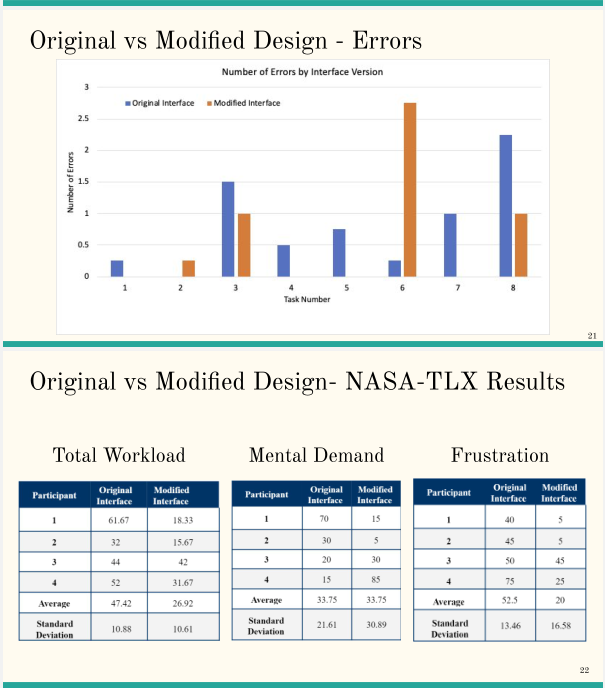 Original vs Modified Design - Errors
Number of Errors by Interface Version
3
Original Interface Modified Interface
2.5
2
1.5
1
0.5
0
Number of Errors
1 2 3 4 5 6 7 8
Task Number
21
Original vs Modified Design- NASA-TLX Results
Total Workload
Participant Original Interface Modified Interface
1 61.67 18.33
2 32 15.67
3 44 42
4 52 31.67
Average 47.42 26.92
Standard Deviation 10.88 10.61
Mental Demand
Participant Original Interface Modified Interface
1 70 15
2 30 5
3 20 30
4 15 85
Average 33.75 33.75
Standard Deviation 21.61 30.89
Frustration
Participant Original Interface Modified Interface
1 40 5
2 45 5
3 50 45
4 75 25
Average 52.5 20
Standard Deviation 13.46 16.58
22